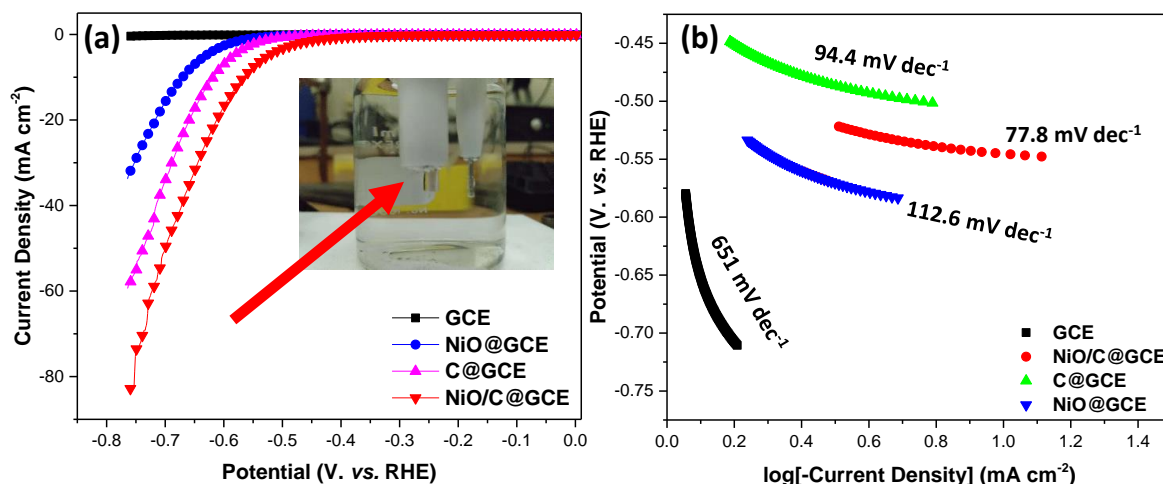 (a)
0
-20
-40
-60
-80
Current Density (mA cm-2)
-0.8 -0.7 -0.6 -0.5 -0.4 -0.3 -0.2 -0.1 0.0
Potential (V. vs. RHE)
GCE
NiO@GCE
C@GCE
NiO/C@GCE
(b)
-0.45
-0.50
-0.55
-0.60
-0.65
-0.70
-0.75
Potential (V. vs. RHE)
94.4 mV dec-1
77.8 mV dec-1
112.6 mV dec-1
651 mV dec-1
GCE
NiO/C@GCE
C@GCE
NiO@GCE
0.0 0.2 0.4 0.6 0.8 1.0 1.2 1.4
log[-Current Density] (mA cm-2)